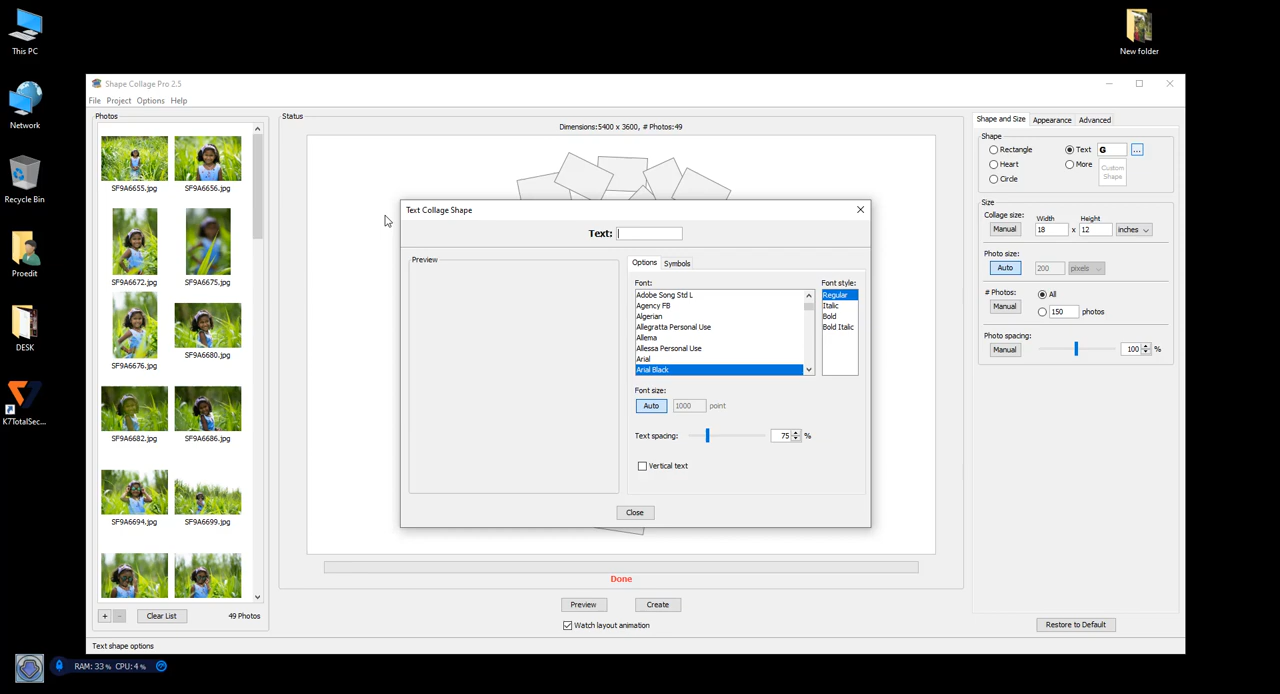 This PC
New folder
Shape Collage Pro 2.5
File Project Options Help
Network
Photos
Status
Dimensions:5400 x 3600, # Photos:49
Shape and Size Appearance Advanced
Shape
Rectangle
Text G ...
Heart
More Custom Shape
Circle
SF9A6655.jpg SF9A6656.jpg
Recycle Bin
Text Collage Shape
Text:
Size
Collage size: Width Height
Manual 18 x 12 inches
Preview
Options Symbols
Proedit
SF9A6672.jpg SF9A6675.jpg
Photo size:
Auto 200 pixels
Font: Font style:
Adobe Song Std L Regular
Agency FB Italic
Algerian Bold
Allegratta Personal Use Bold Italic
Allema
Allessa Personal Use
Arial
Arial Black
# Photos: All
Manual 150 photos
Photo spacing:
Manual 100 %
DESK
SF9A6676.jpg SF9A6680.jpg
Font size:
Auto 1000 point
K7TotalSec...
Text spacing: 75 %
SF9A6682.jpg SF9A6686.jpg
Vertical text
Close
SF9A6694.jpg SF9A6699.jpg
Done
Preview Create
+ - Clear List 49 Photos
Watch layout animation
Restore to Default
Text shape options
RAM: 33 % CPU: 4 %